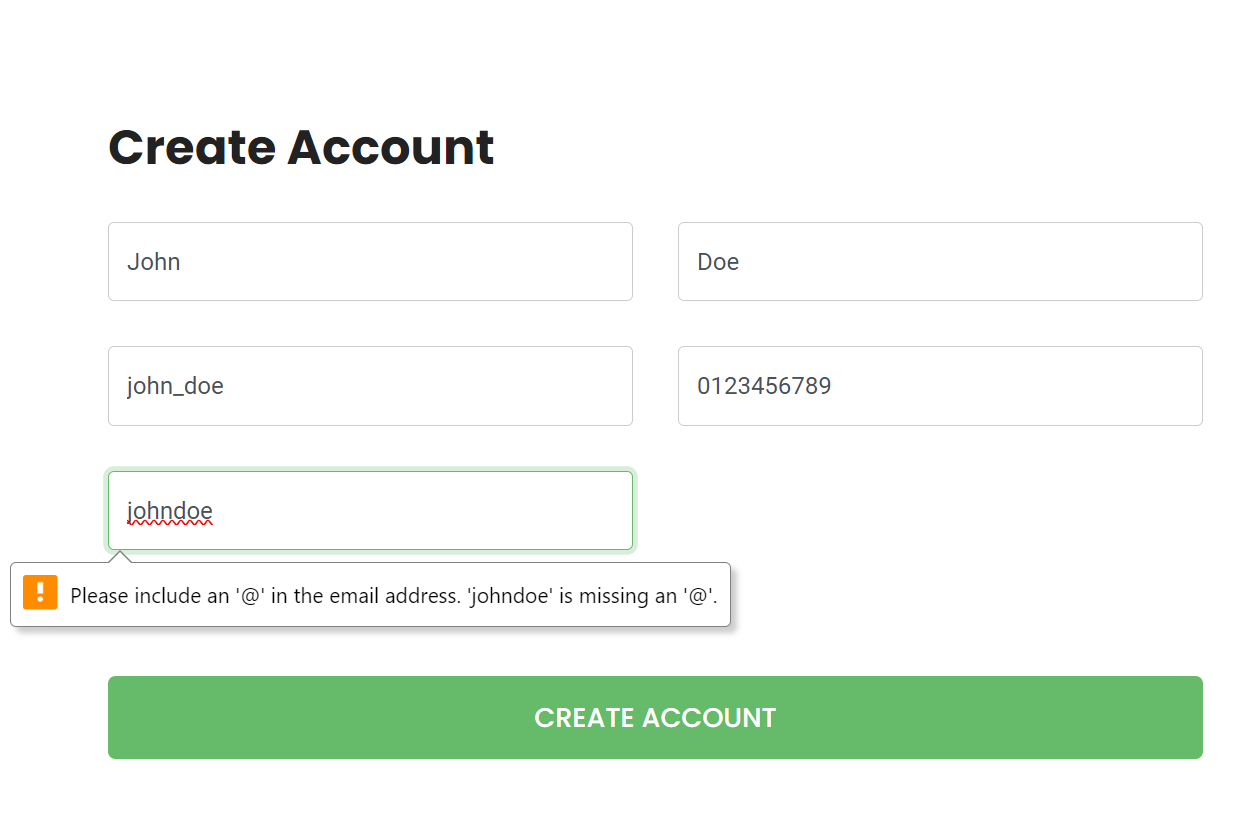 Create Account
John
Doe
john_doe
0123456789
johndoe
Please include an '@' in the email address. 'johndoe' is missing an '@'.
CREATE ACCOUNT